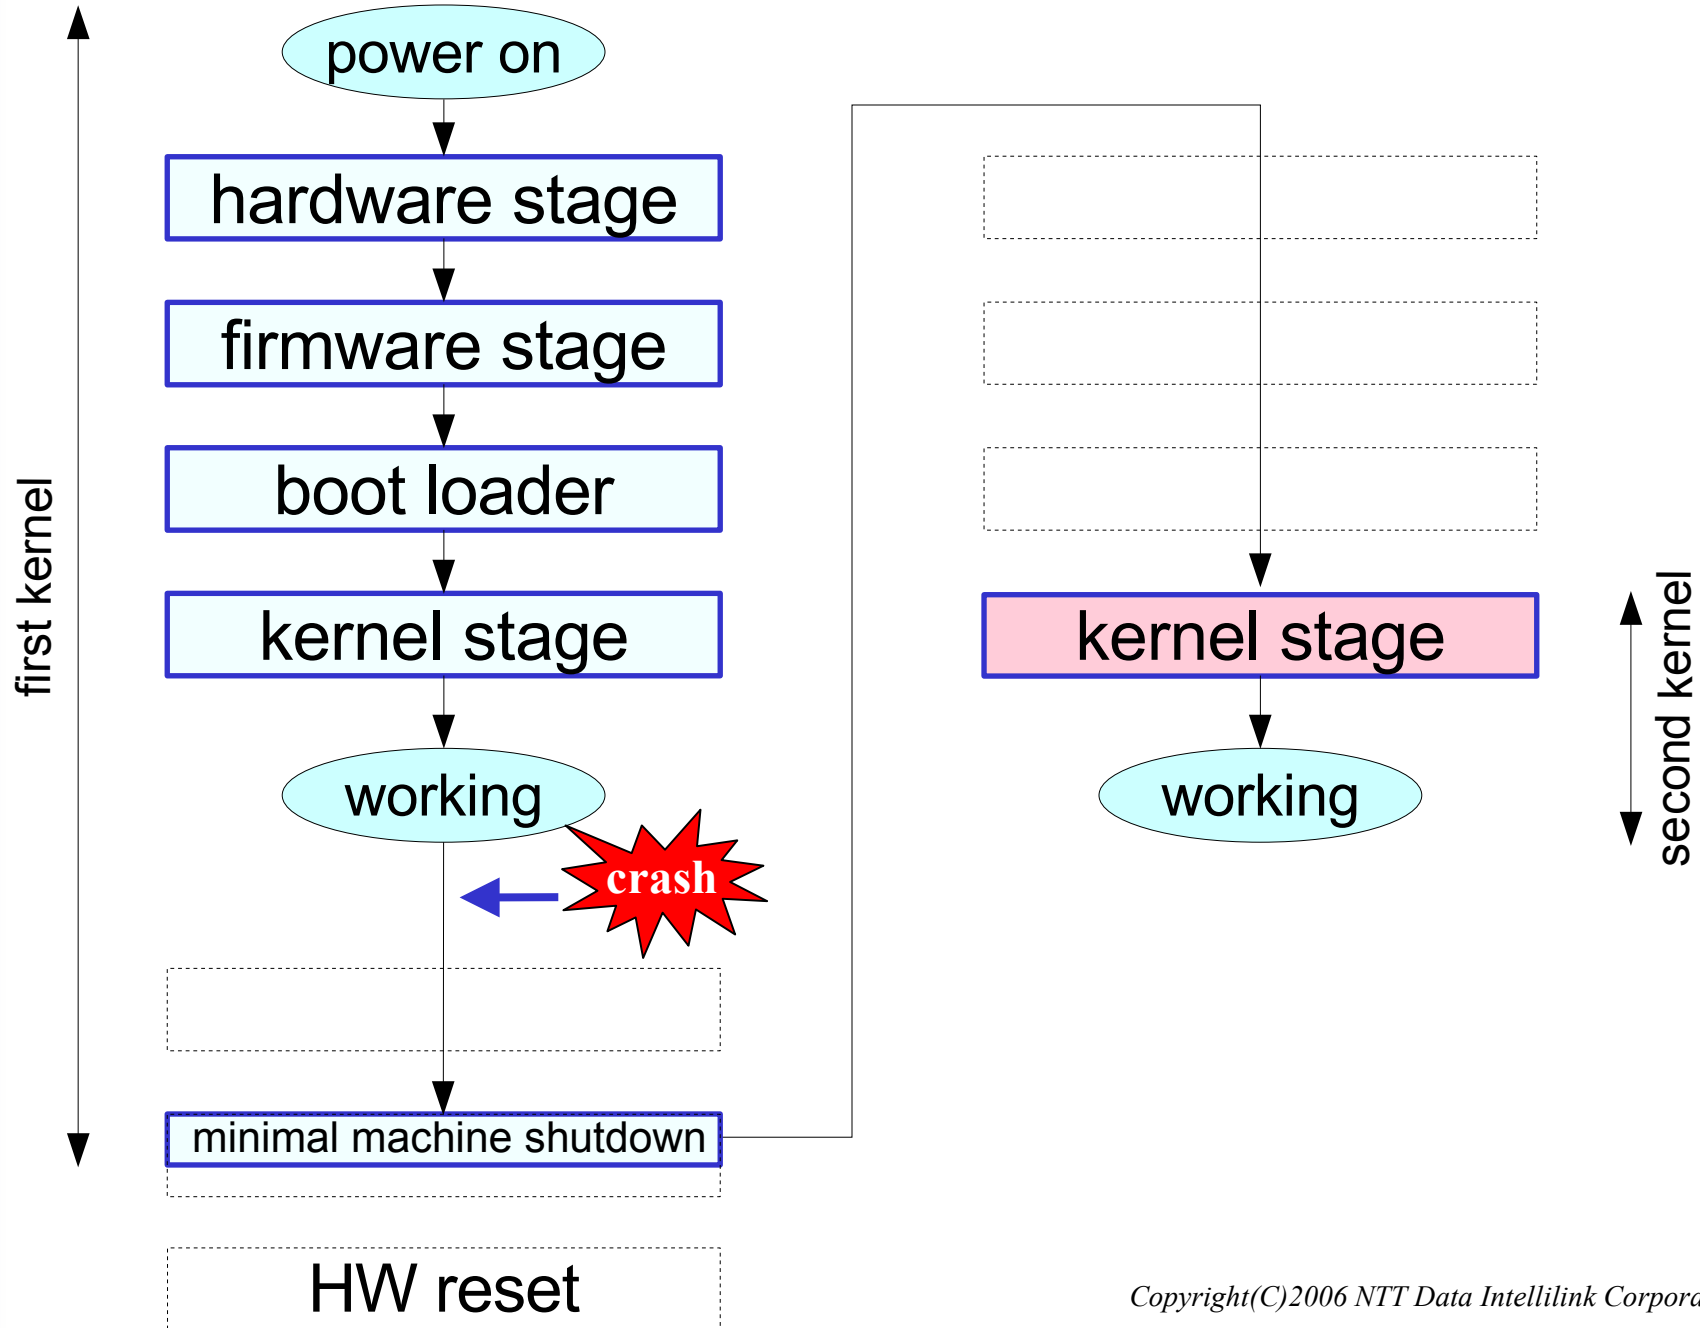 power on
hardware stage
firmware stage
boot loader
kernel stage
working
crash
minimal machine shutdown
HW reset
first kernel
kernel stage
working
second kernel
Copyright(C)2006 NTT Data Intellilink